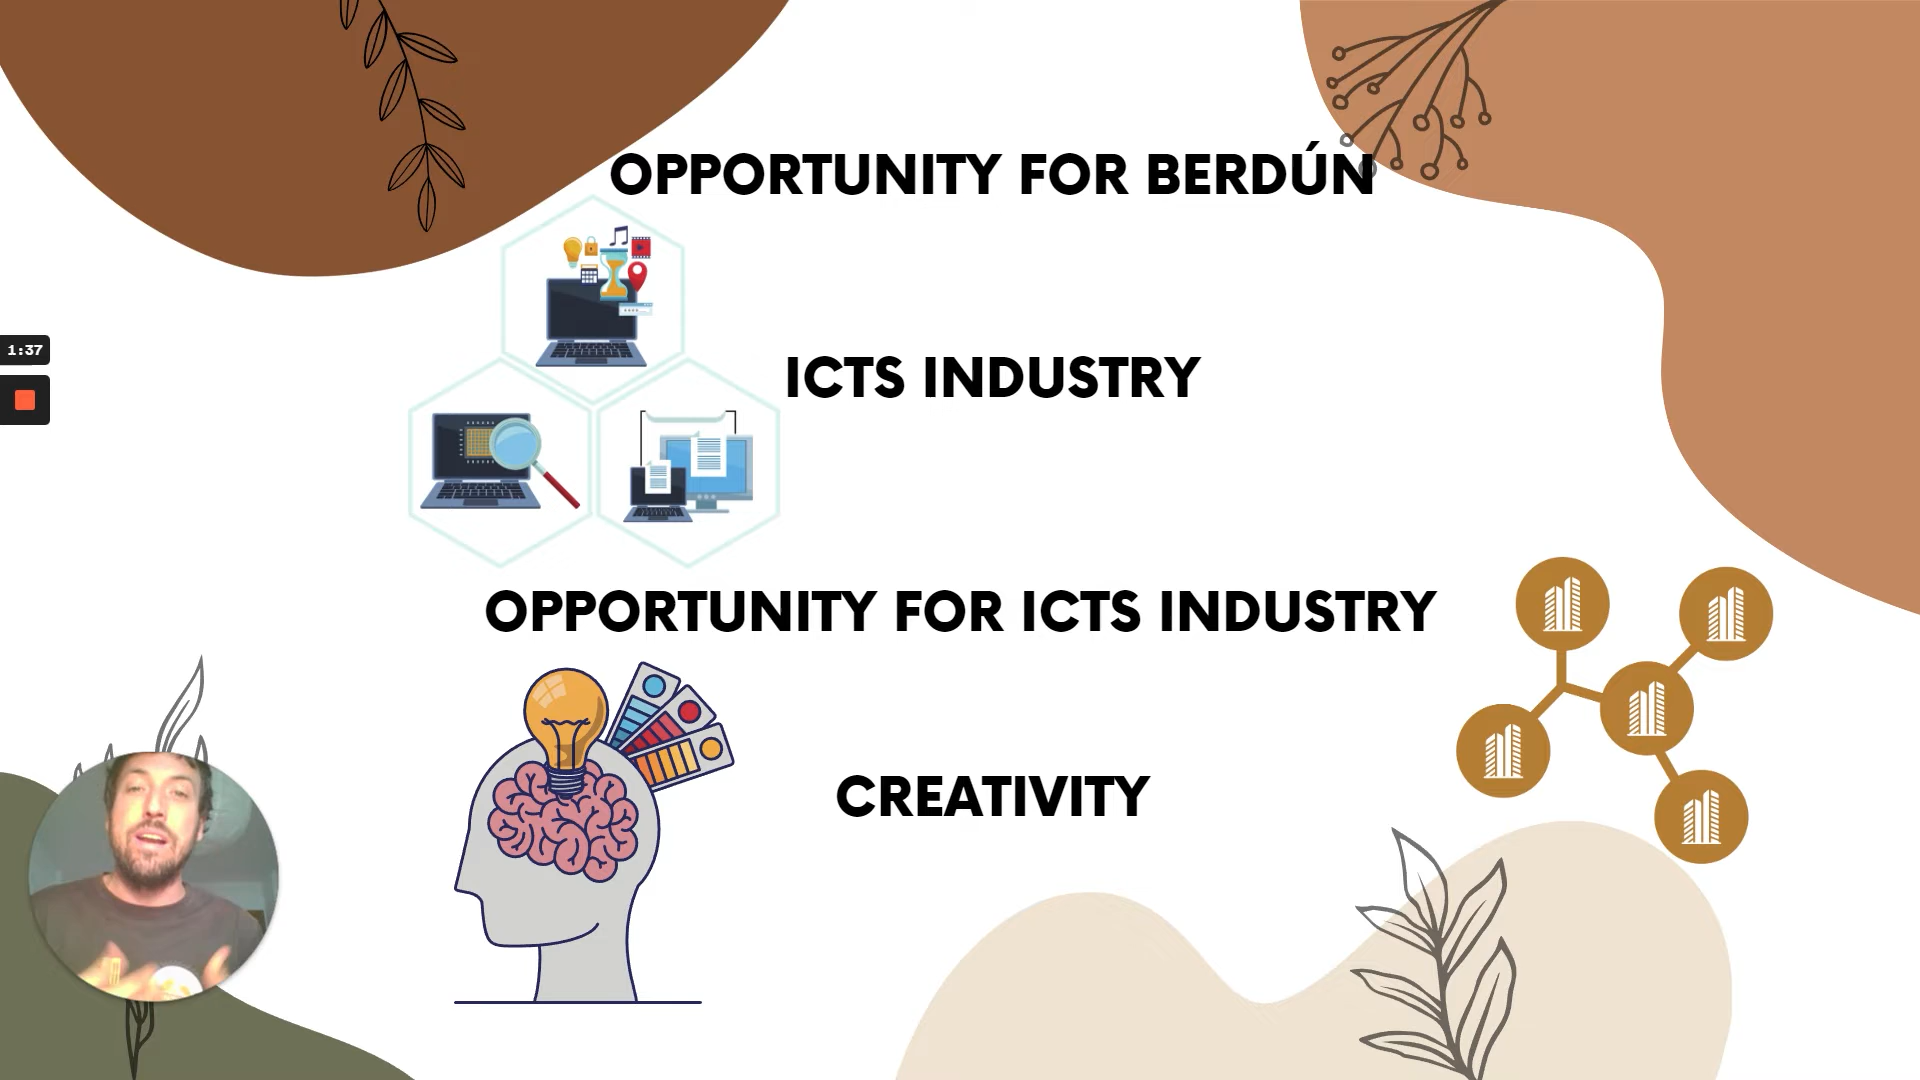 OPPORTUNITY FOR BERDÚN
1:37
ICTS INDUSTRY
OPPORTUNITY FOR ICTS INDUSTRY
CREATIVITY